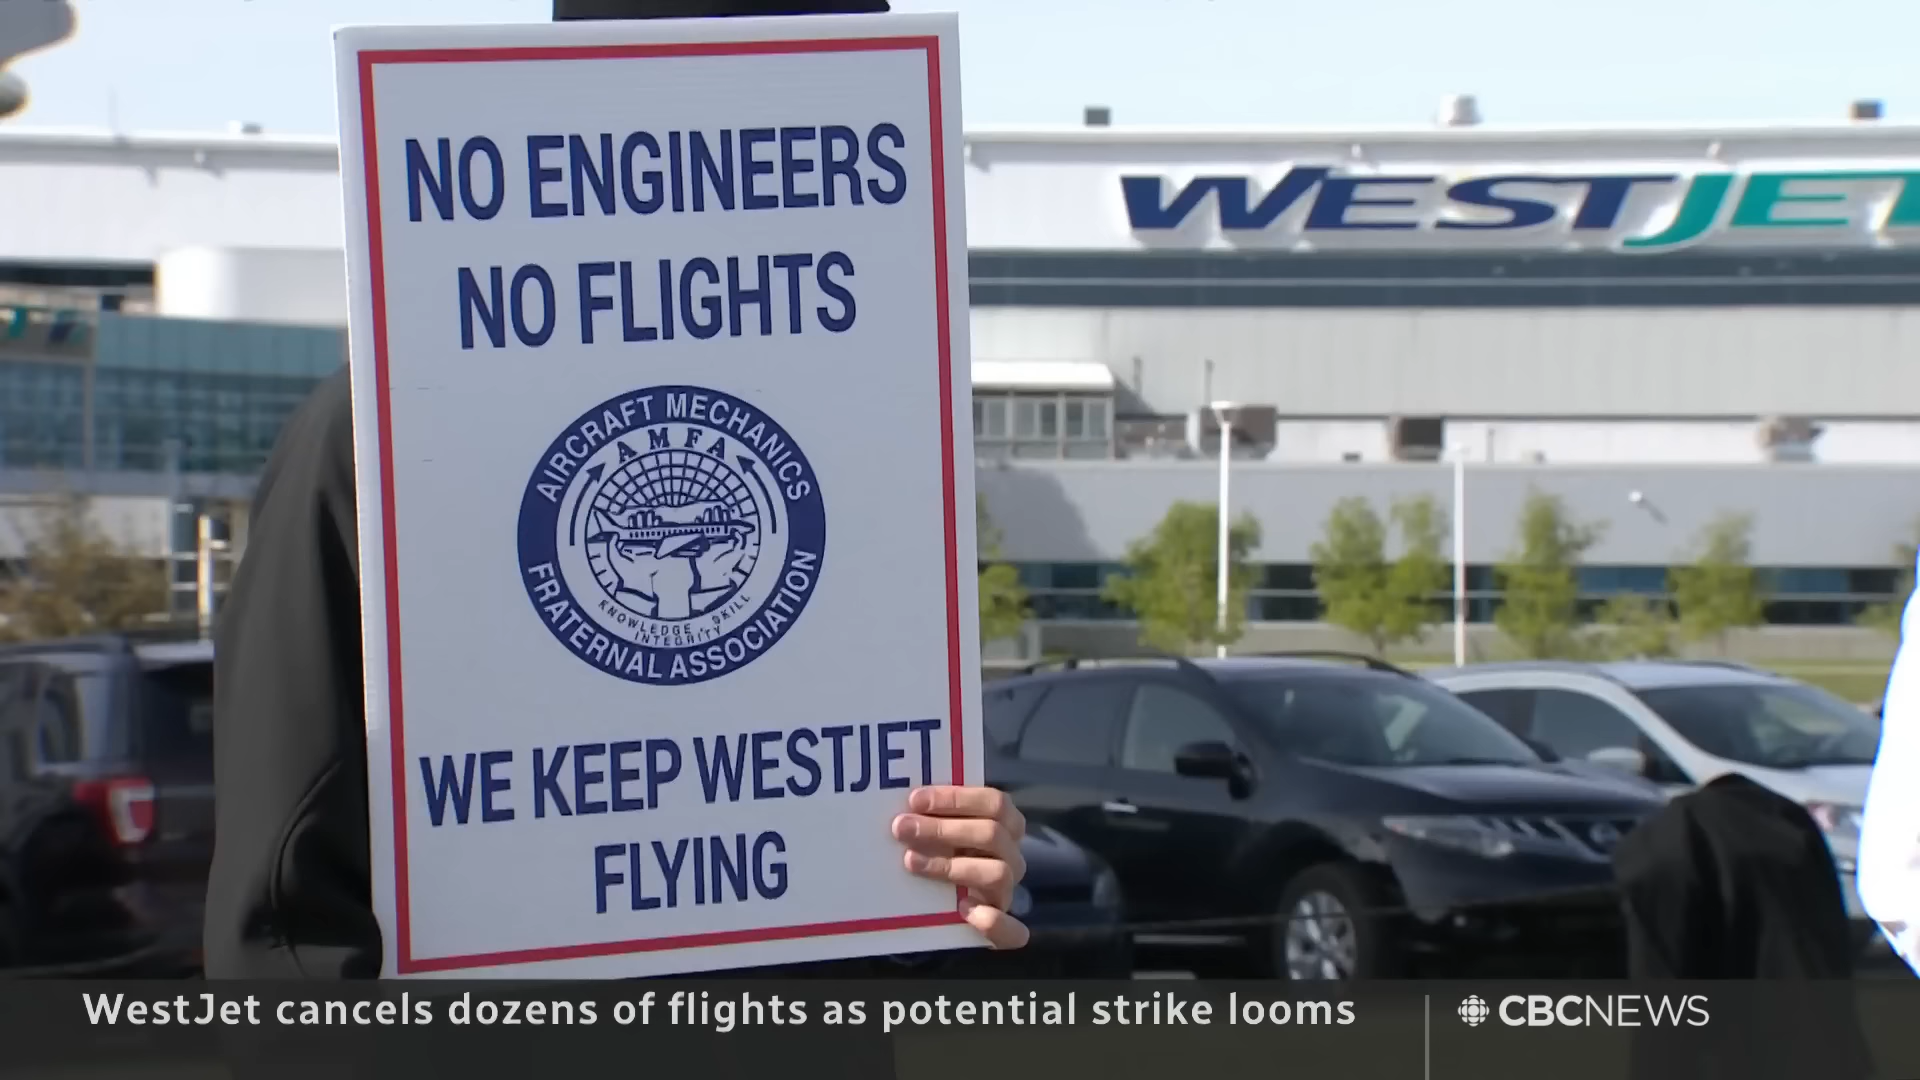 NO ENGINEERS
NO FLIGHTS
AIRCRAFT MECHANICS
AMFA
KNOWLEDGE · SKILL
INTEGRITY
FRATERNAL ASSOCIATION
WE KEEP WESTJET
FLYING
WESTJET
WestJet cancels dozens of flights as potential strike looms
CBCNEWS